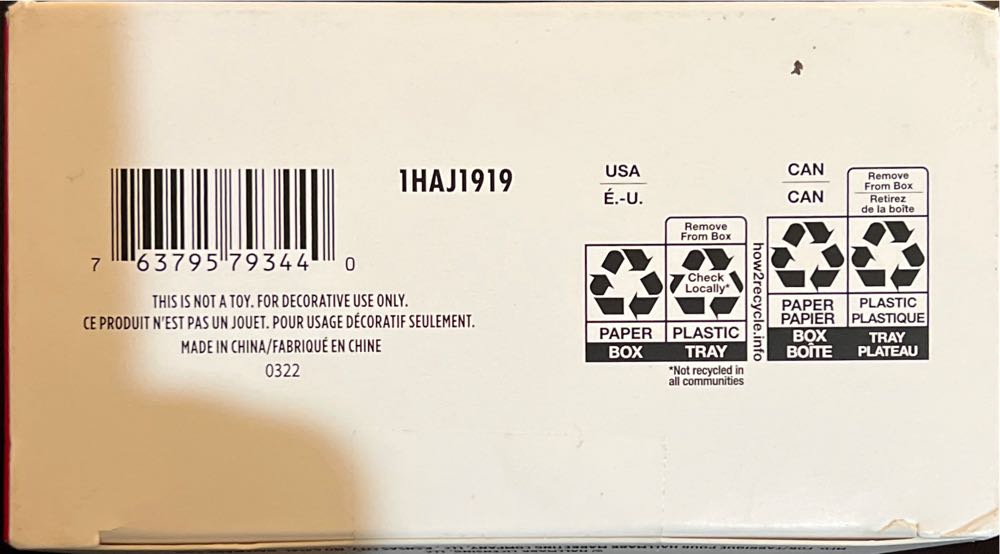 7 63795 79344 0
1HAJ1919
THIS IS NOT A TOY. FOR DECORATIVE USE ONLY.
CE PRODUIT N'EST PAS UN JOUET. POUR USAGE DÉCORATIF SEULEMENT.
MADE IN CHINA/FABRIQUÉ EN CHINE
0322
USA
É.-U.
Remove
From Box
Check
Locally*
PAPER
PLASTIC
BOX
TRAY
*Not recycled in
all communities
how2recycle.info
CAN
CAN
Remove
From Box
Retirez
de la boîte
PAPER
PAPIER
PLASTIC
PLASTIQUE
BOX
BOÎTE
TRAY
PLATEAU